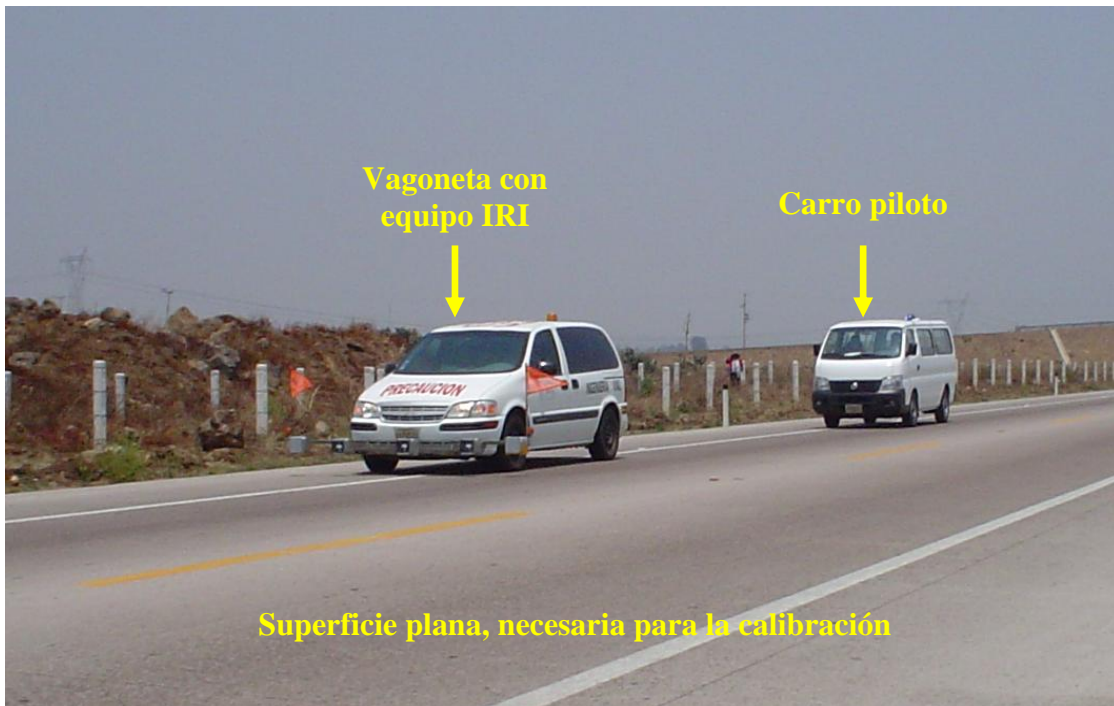 Vagoneta con
equipo IRI
Carro piloto
PRECAUCION
Superficie plana, necesaria para la calibración